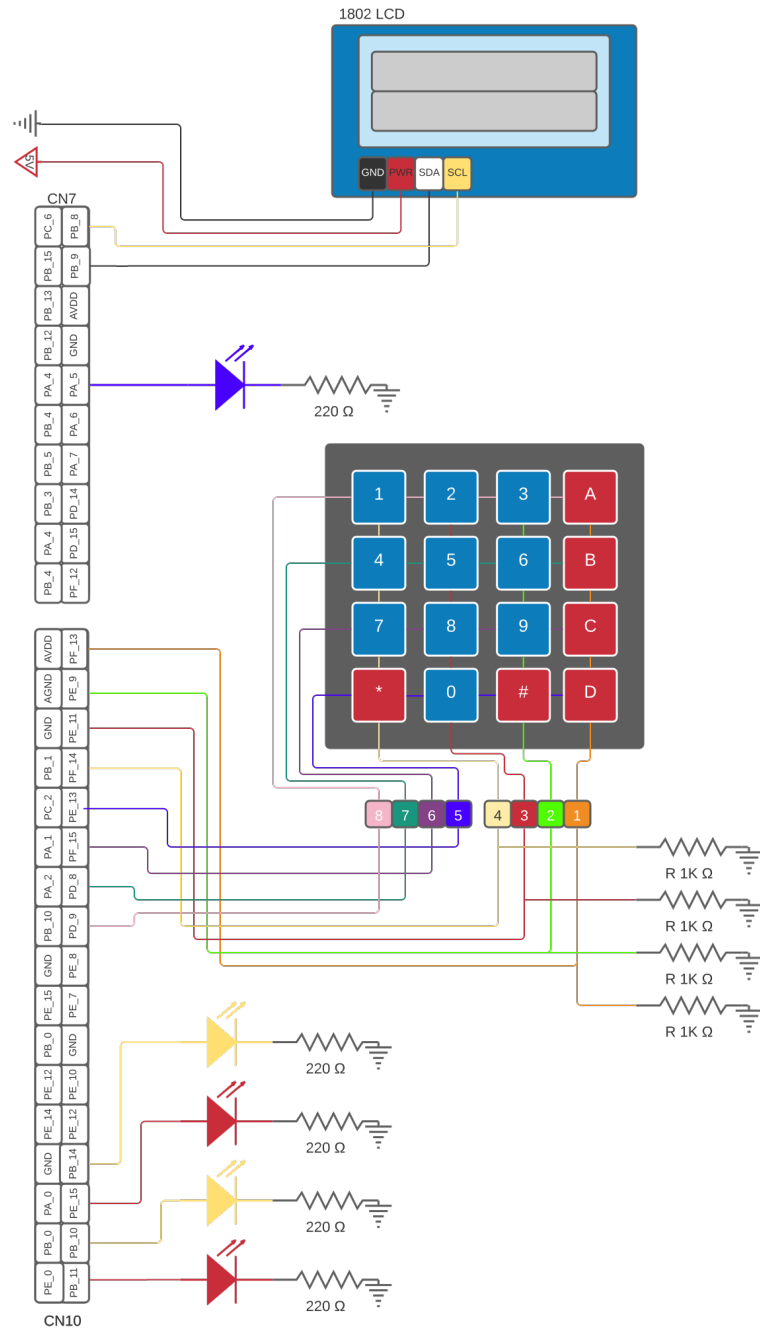 1802 LCD
GND PWR SDA SCL
5V
CN7
PC_6 PB_8
PB_15 PB_9
PB_13 AVDD
PB_12 GND
PA_4 PA_5
PB_4 PA_6
PB_5 PA_7
PB_3 PD_14
PA_4 PD_15
PB_4 PF_12
220 Ω
1 2 3 A
4 5 6 B
7 8 9 C
* 0 # D
8 7 6 5 4 3 2 1
R 1K Ω
R 1K Ω
R 1K Ω
R 1K Ω
AVDD PF_13
AGND PE_9
GND PE_11
PB_1 PF_14
PC_2 PE_13
PA_1 PF_15
PA_2 PD_8
PB_10 PD_9
GND PE_8
PE_15 PE_7
PB_0 GND
PE_12 PE_10
PE_14 PE_12
GND PB_14
PA_0 PE_15
PB_0 PB_10
PE_0 PB_11
220 Ω
220 Ω
220 Ω
220 Ω
CN10